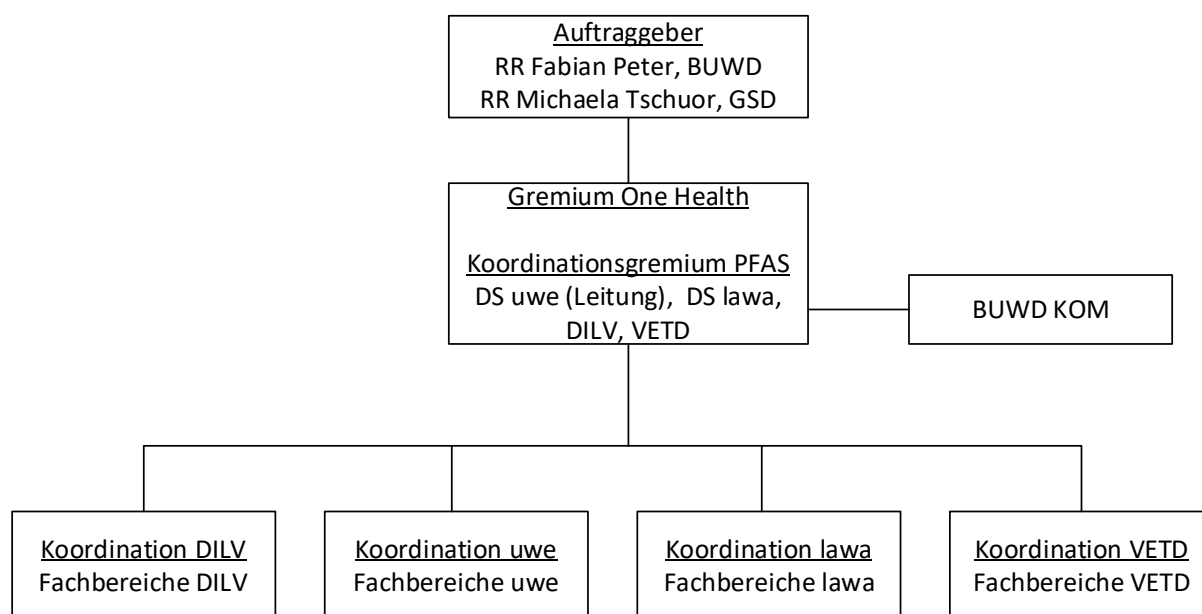 Auftraggeber
RR Fabian Peter, BUWD
RR Michaela Tschuor, GSD
Gremium One Health
Koordinationsgremium PFAS
DS uwe (Leitung), DS lawa,
DILV, VETD
BUWD KOM
Koordination DILV
Fachbereiche DILV
Koordination uwe
Fachbereiche uwe
Koordination lawa
Fachbereiche lawa
Koordination VETD
Fachbereiche VETD